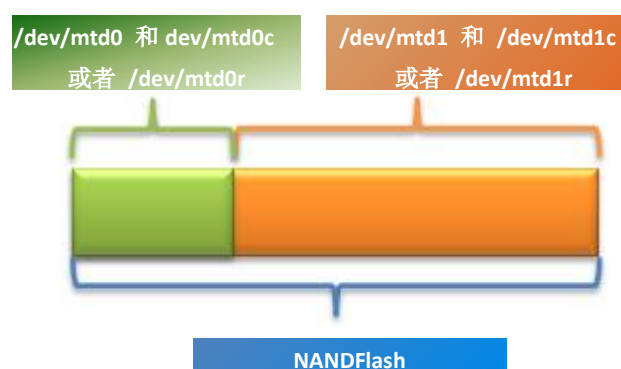 /dev/mtd0 和 dev/mtd0c
或者 /dev/mtd0r
/dev/mtd1 和 /dev/mtd1c
或者 /dev/mtd1r
NANDFlash